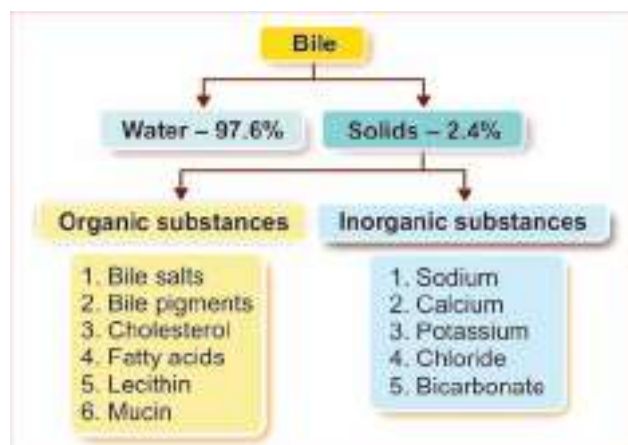 Bile
Water – 97.6%
Solids – 2.4%
Organic substances
1. Bile salts
2. Bile pigments
3. Cholesterol
4. Fatty acids
5. Lecithin
6. Mucin
Inorganic substances
1. Sodium
2. Calcium
3. Potassium
4. Chloride
5. Bicarbonate